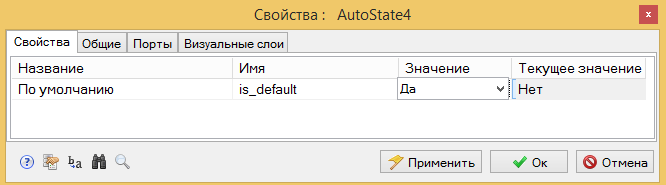 Свойства : AutoState4
x
Свойства Общие Порты Визуальные слои
Название Имя Значение Текущее значение
По умолчанию is_default Да Нет
? b a Применить Ок Отмена